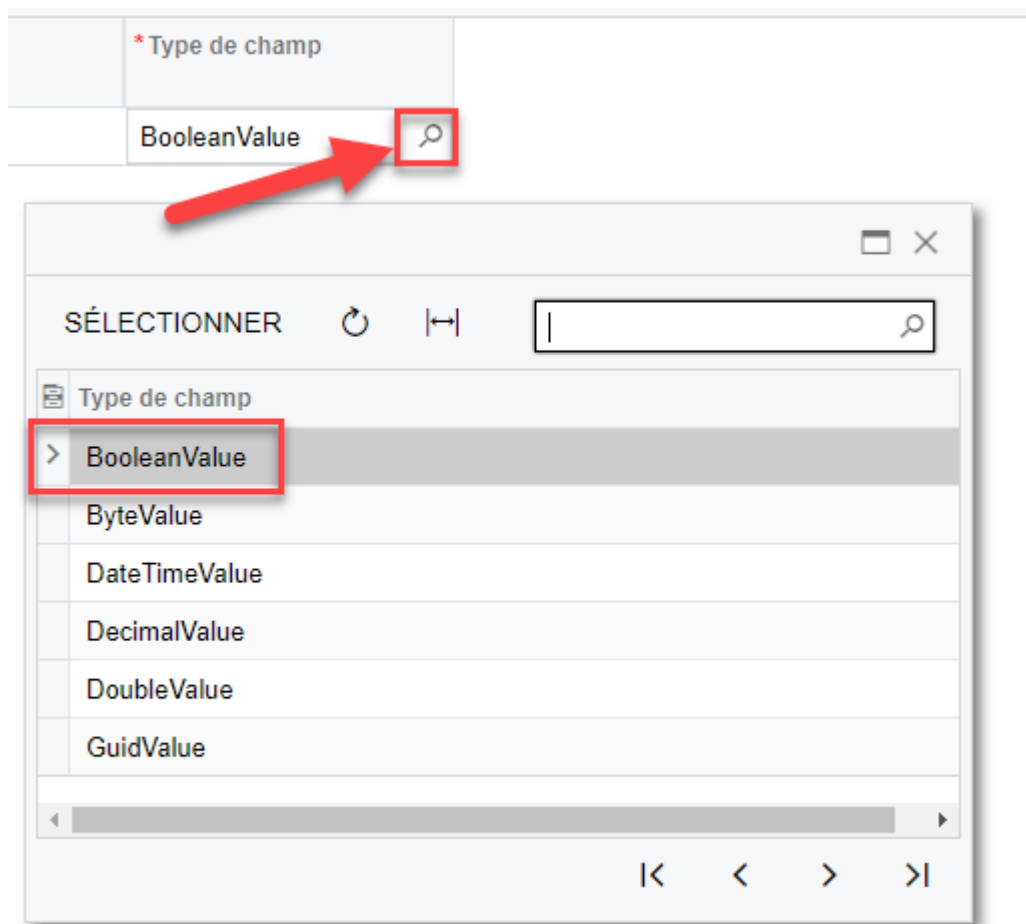 * Type de champ
BooleanValue
SÉLECTIONNER
Type de champ
BooleanValue
ByteValue
DateTimeValue
DecimalValue
DoubleValue
GuidValue